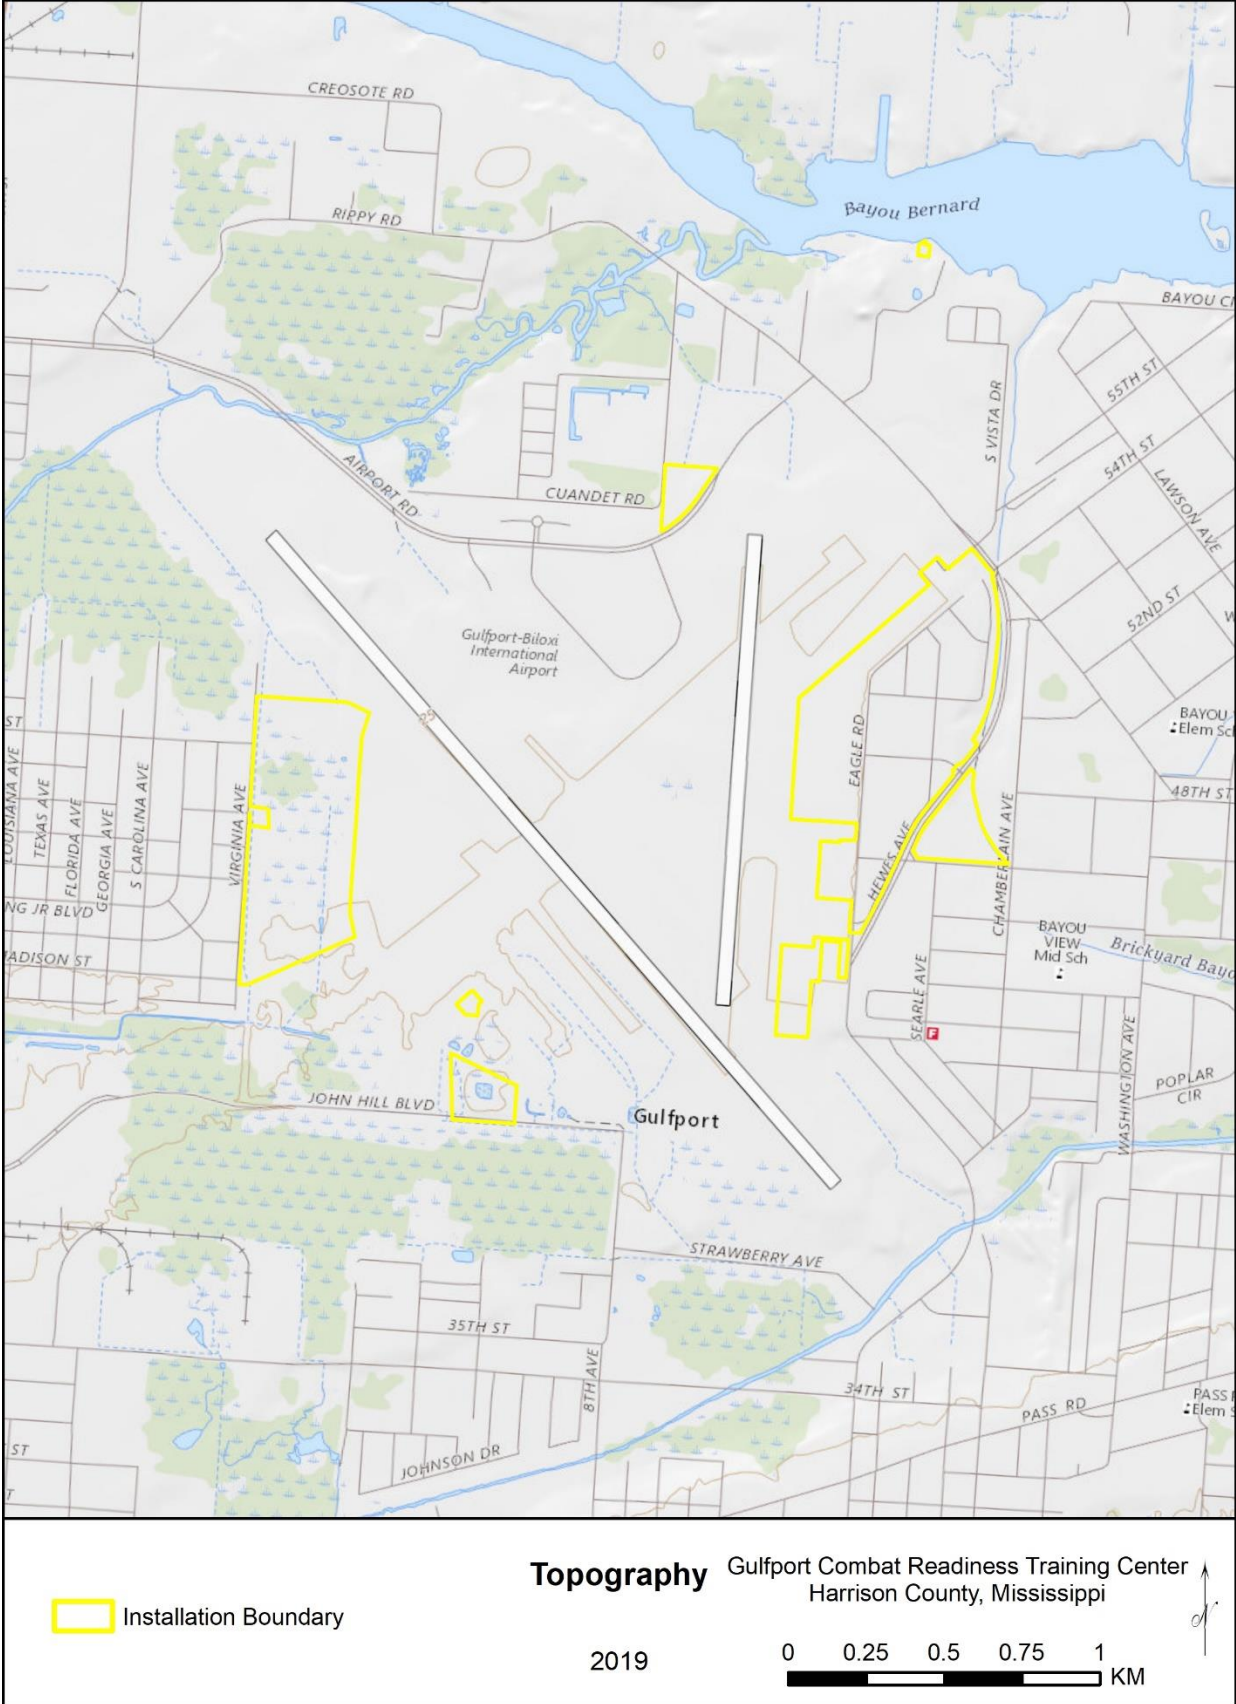 CREOSOTE RD
RIPPY RD
Bayou Bernard
BAYOU
55TH ST
S VISTA DR
54TH ST
LAWSON AVE
AIRPORT RD
CUANDET RD
52ND ST
Gulfport-Biloxi
International
Airport
25
BAYOU
Elem Sc
ST
LOUISIANA AVE
TEXAS AVE
FLORIDA AVE
GEORGIA AVE
S CAROLINA AVE
VIRGINIA AVE
EAGLE RD
48TH ST
HEWES AVE
CHAMBERLAIN AVE
NG JR BLVD
MADISON ST
BAYOU
VIEW
Mid Sch
Brickyard Bayo
SEARLE AVE
F
WASHINGTON AVE
POPLAR
CIR
JOHN HILL BLVD
Gulfport
STRAWBERRY AVE
35TH ST
8TH AVE
34TH ST
PASS RD
PASS
Elem
ST
JOHNSON DR
T
Topography
Gulfport Combat Readiness Training Center
Harrison County, Mississippi
N
Installation Boundary
2019
0 0.25 0.5 0.75 1
KM